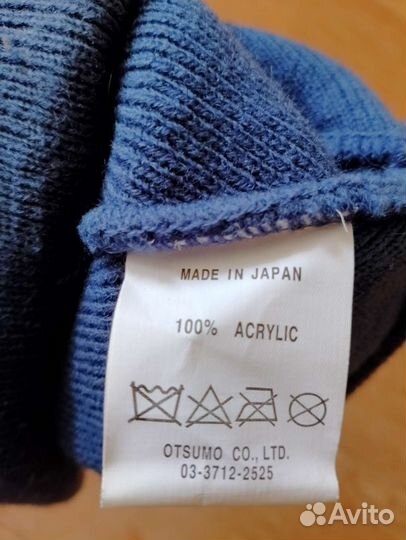 MADE IN JAPAN
100% ACRYLIC
OTSUMO CO., LTD.
03-3712-2525
Avito